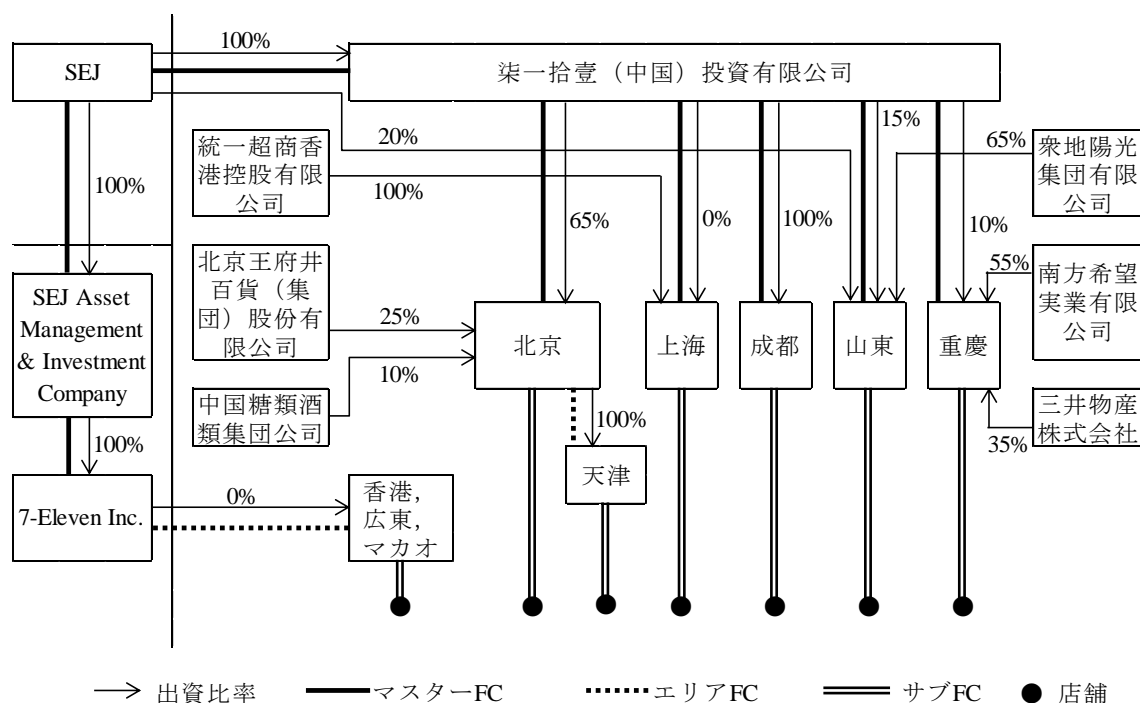 100%
SEJ
柒一拾壹（中国）投資有限公司
20%
統一超商香
港控股有限
公司
100%
100%
65%
0%
100%
15%
10%
65%
衆地陽光
集団有限
公司
SEJ Asset
Management
& Investment
Company
北京王府井
百貨（集
団）股份有
限公司
25%
10%
中国糖類酒
類集団公司
北京
上海
成都
山東
重慶
55%
南方希望
実業有限
公司
三井物産
株式会社
35%
100%
100%
天津
7-Eleven Inc.
0%
香港，
広東，
マカオ
出資比率
マスターFC
エリアFC
サブFC
店舗